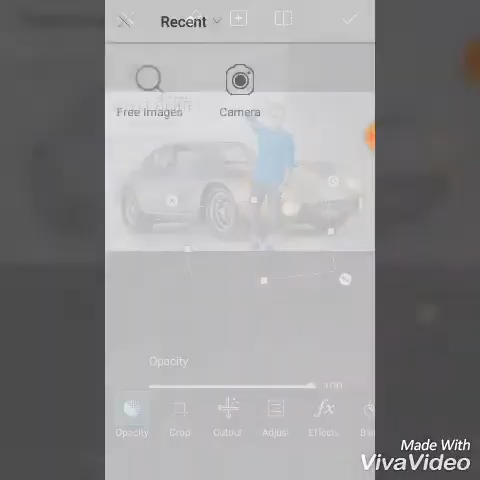 Recent
Free Images
Camera
Opacity
100
Opacity
Crop
Cutout
Adjust
Effects
Made With
VivaVideo